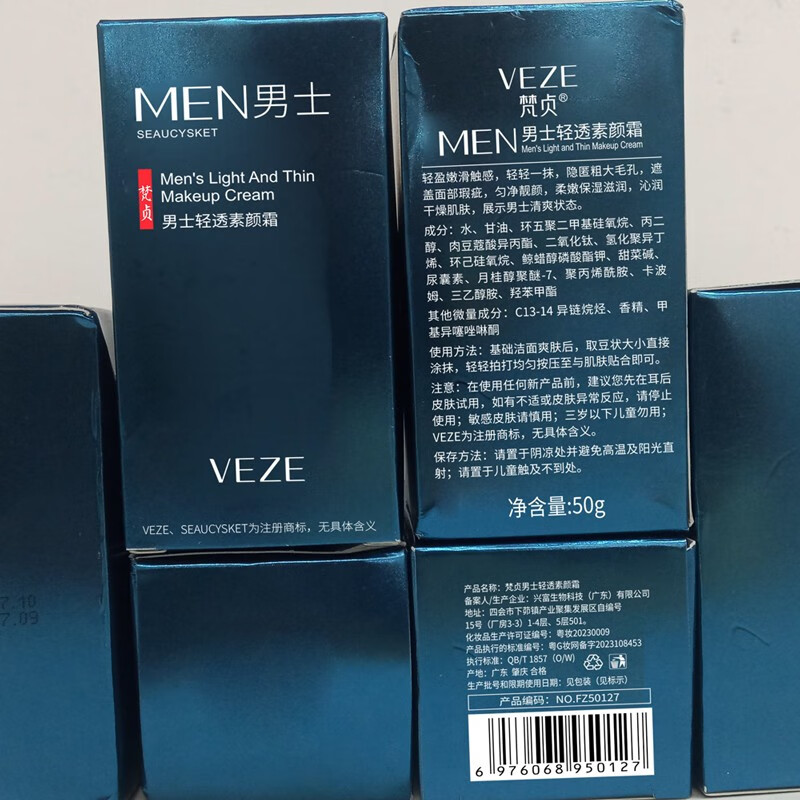 MEN男士
SEAUCYSKET
梵贞
Men's Light And Thin
Makeup Cream
男士轻透素颜霜
VEZE
VEZE、SEAUCYSKET为注册商标，无具体含义
VEZE
梵贞®
MEN男士轻透素颜霜
Men's Light and Thin Makeup Cream
轻盈嫩滑触感，轻轻一抹，隐匿粗大毛孔，遮
盖面部瑕疵，匀净靓颜，柔嫩保湿滋润，沁润
干燥肌肤，展示男士清爽状态。
成分：水、甘油、环五聚二甲基硅氧烷、丙二
醇、肉豆蔻酸异丙酯、二氧化钛、氢化聚异丁
烯、环己硅氧烷、鲸蜡醇磷酸酯钾、甜菜碱、
尿囊素、月桂醇聚醚-7、聚丙烯酰胺、卡波
姆、三乙醇胺、羟苯甲酯
其他微量成分：C13-14 异链烷烃、香精、甲
基异噻唑啉酮
使用方法：基础洁面爽肤后，取豆状大小直接
涂抹，轻轻拍打均匀按压至与肌肤贴合即可。
注意：在使用任何新产品前，建议您先在耳后
皮肤试用，如有不适或皮肤异常反应，请停止
使用；敏感皮肤请慎用；三岁以下儿童勿用；
VEZE为注册商标，无具体含义。
保存方法：请置于阴凉处并避免高温及阳光直
射；请置于儿童触及不到处。
净含量:50g
7.10
7.09
产品名称：梵贞男士轻透素颜霜
备案人/生产企业：兴富生物科技（广东）有限公司
地址：四会市下茆镇产业聚集发展区自编号
15号（厂房3-3）1-4层、5层501。
化妆品生产许可证编号：粤妆20230009
产品执行的标准编号：粤G妆网备字2023108453
执行标准：QB/T 1857（O/W）
产地：广东 肇庆 合格
生产批号和限期使用日期：见包装（见标示）
产品编码：NO.FZ50127
6 976068 950127